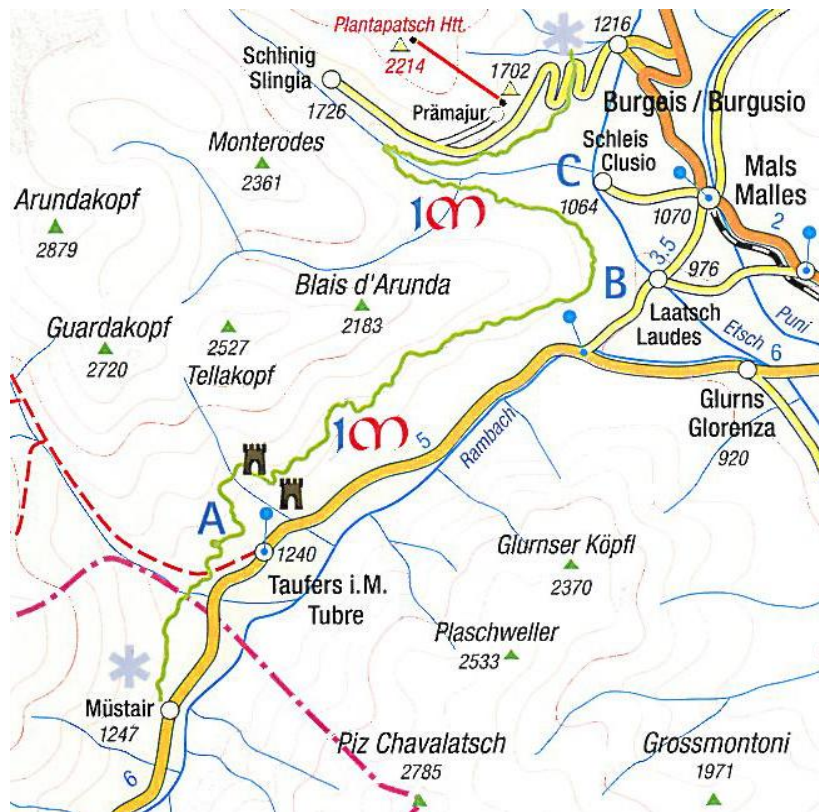 Plantapatsch Htt.
2214
1216
Schlinig
Slingia
1726
1702
Prämajur
Burgeis / Burgusio
Monterodes
2361
Schleis
Clusio
C
1064
Mals
Malles
1070
2
Arundakopf
2879
3.5
976
B
Blais d'Arunda
2183
Laatsch
Laudes
Etsch
Puni
Guardakopf
2720
2527
Tellakopf
6
Glurns
Glorenza
920
5
Rambach
A
1240
Taufers i.M.
Tubre
Glurnser Köpfl
2370
Plaschweller
2533
Müstair
1247
6
Piz Chavalatsch
2785
Grossmontoni
1971